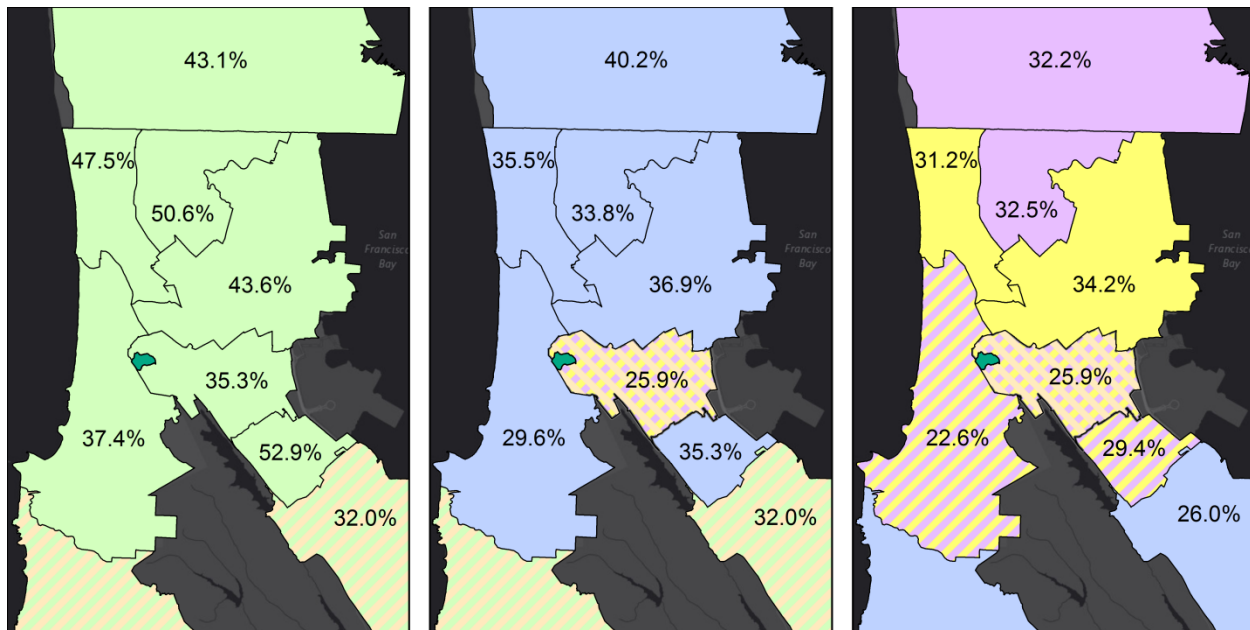 43.1%
47.5%
50.6%
San
Francisco
Bay
43.6%
35.3%
37.4%
52.9%
32.0%
40.2%
35.5%
33.8%
San
Francisco
Bay
36.9%
25.9%
29.6%
35.3%
32.0%
32.2%
31.2%
32.5%
San
Francisco
Bay
34.2%
25.9%
22.6%
29.4%
26.0%